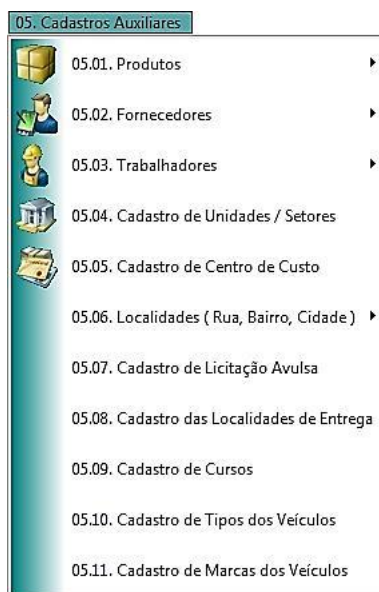 05. Cadastros Auxiliares
05.01. Produtos
05.02. Fornecedores
05.03. Trabalhadores
05.04. Cadastro de Unidades / Setores
05.05. Cadastro de Centro de Custo
05.06. Localidades ( Rua, Bairro, Cidade )
05.07. Cadastro de Licitação Avulsa
05.08. Cadastro das Localidades de Entrega
05.09. Cadastro de Cursos
05.10. Cadastro de Tipos dos Veículos
05.11. Cadastro de Marcas dos Veículos